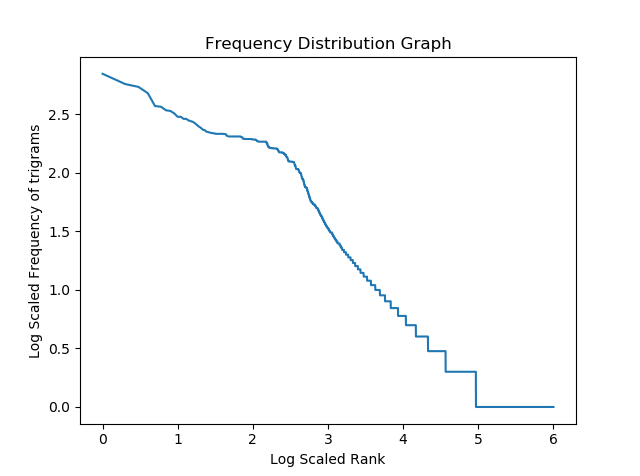 Frequency Distribution Graph
Log Scaled Frequency of trigrams
2.5
2.0
1.5
1.0
0.5
0.0
0 1 2 3 4 5 6
Log Scaled Rank